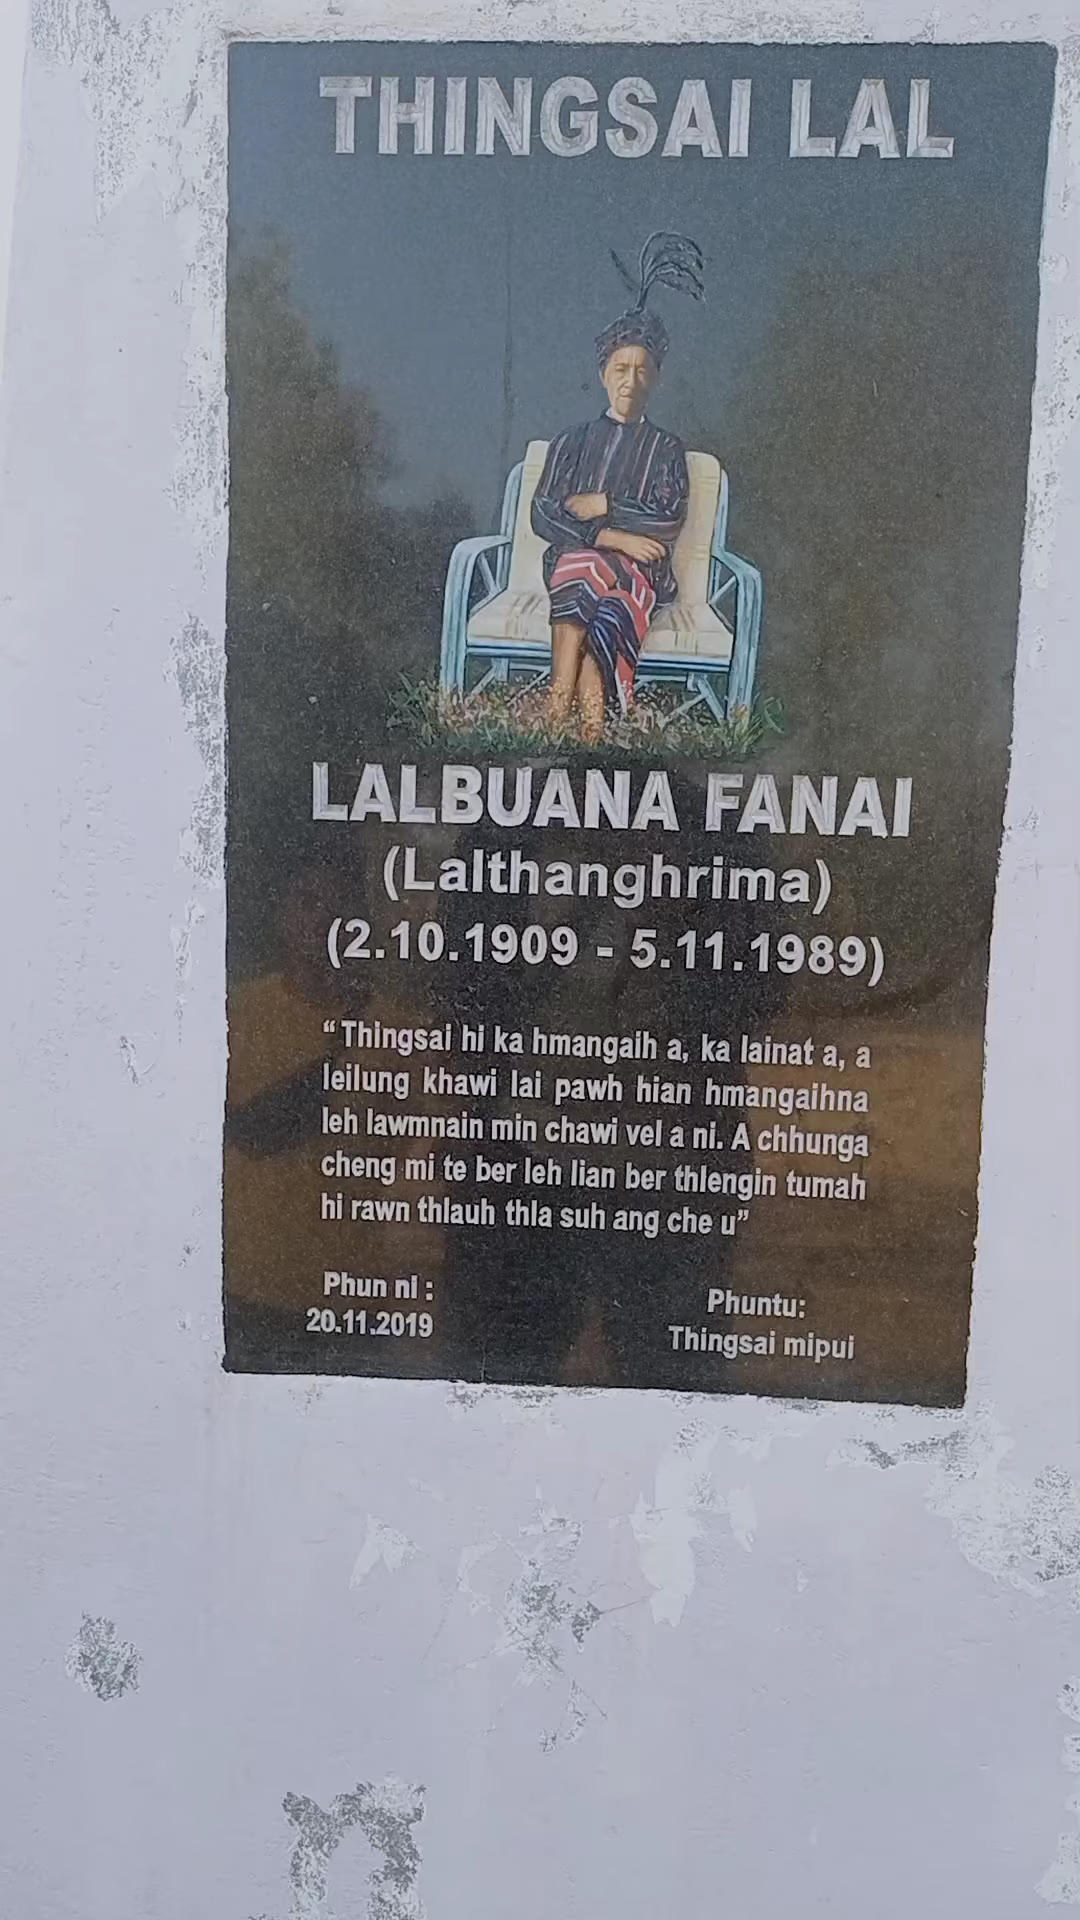 THINGSAI LAL
LALBUANA FANAI
(Lalthanghrima)
(2.10.1909 - 5.11.1989)
“Thingsai hi ka hmangaih a, ka lainat a, a
leilung khawi lai pawh hian hmangaihna
leh lawmnain min chawi vel a ni. A chhunga
cheng mi te ber leh lian ber thlengin tumah
hi rawn thlauh thla suh ang che u”
Phun ni :
20.11.2019
Phuntu:
Thingsai mipui